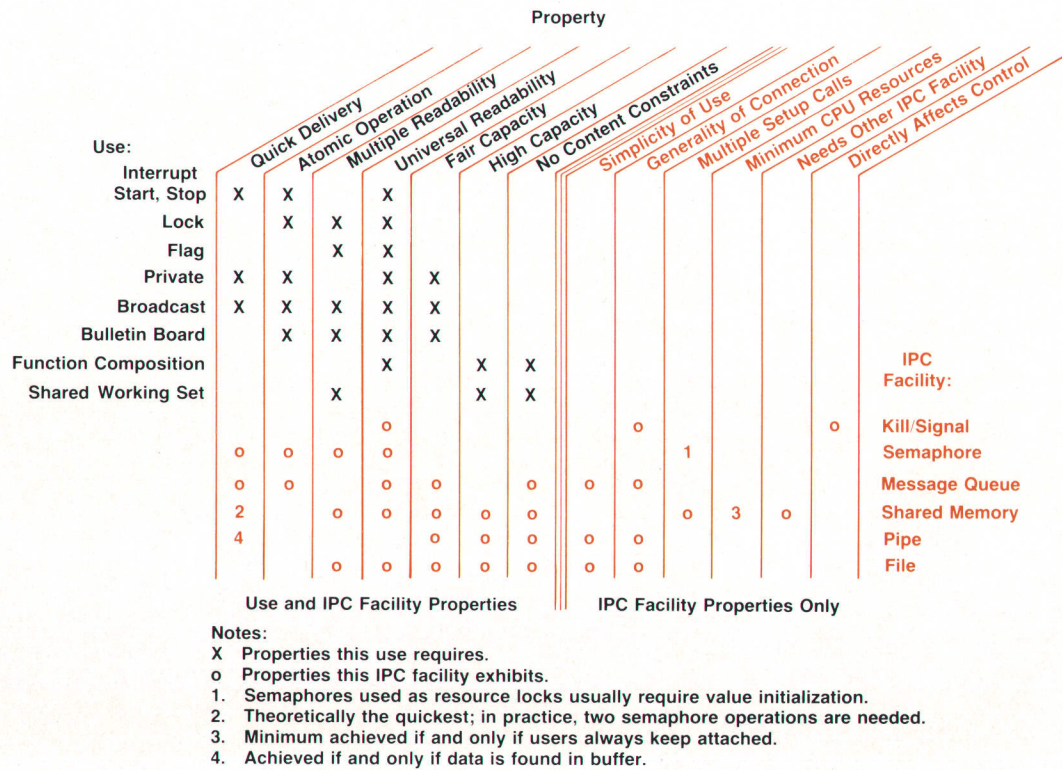 Property
Quick Delivery
Atomic Operation
Multiple Readability
Universal Readability
Fair Capacity
High Capacity
No Content Constraints
Simplicity of Use
Generality of Connection
Multiple Setup Calls
Minimum CPU Resources
Needs Other IPC Facility
Directly Affects Control
Use:
Interrupt
Start, Stop X X X
Lock X X X
Flag X X
Private X X X X
Broadcast X X X X X
Bulletin Board X X X X
Function Composition X X X
Shared Working Set X X X
IPC
Facility:
o o o Kill/Signal
o o o o 1 Semaphore
o o o o o o o Message Queue
2 o o o o o o 3 o Shared Memory
4 o o o o o Pipe
o o o o o o o File
Use and IPC Facility Properties IPC Facility Properties Only
Notes:
X Properties this use requires.
o Properties this IPC facility exhibits.
1. Semaphores used as resource locks usually require value initialization.
2. Theoretically the quickest; in practice, two semaphore operations are needed.
3. Minimum achieved if and only if users always keep attached.
4. Achieved if and only if data is found in buffer.